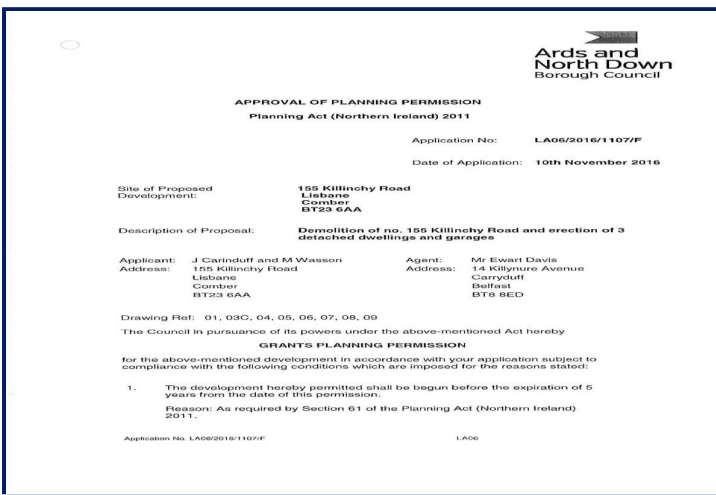 Ards and
North Down
Borough Council
APPROVAL OF PLANNING PERMISSION
Planning Act (Northern Ireland) 2011
Application No: LA06/2016/1107/F
Date of Application: 10th November 2016
Site of Proposed Development: 155 Killinchy Road
Lisbane
Comber
BT23 6AA
Description of Proposal: Demolition of no. 155 Killinchy Road and erection of 3
detached dwellings and garages
Applicant: J Carinduff and M Wasson Agent: Mr Ewart Davis
Address: 155 Killinchy Road Address: 14 Killynure Avenue
Lisbane Carryduff
Comber Belfast
BT23 6AA BT8 8ED
Drawing Ref: 01, 03C, 04, 05, 06, 07, 08, 09
The Council in pursuance of its powers under the above-mentioned Act hereby
GRANTS PLANNING PERMISSION
for the above-mentioned development in accordance with your application subject to
compliance with the following conditions which are imposed for the reasons stated:
1. The development hereby permitted shall be begun before the expiration of 5
years from the date of this permission.
Reason: As required by Section 61 of the Planning Act (Northern Ireland)
2011.
Application No. LA06/2016/1107/F LA06